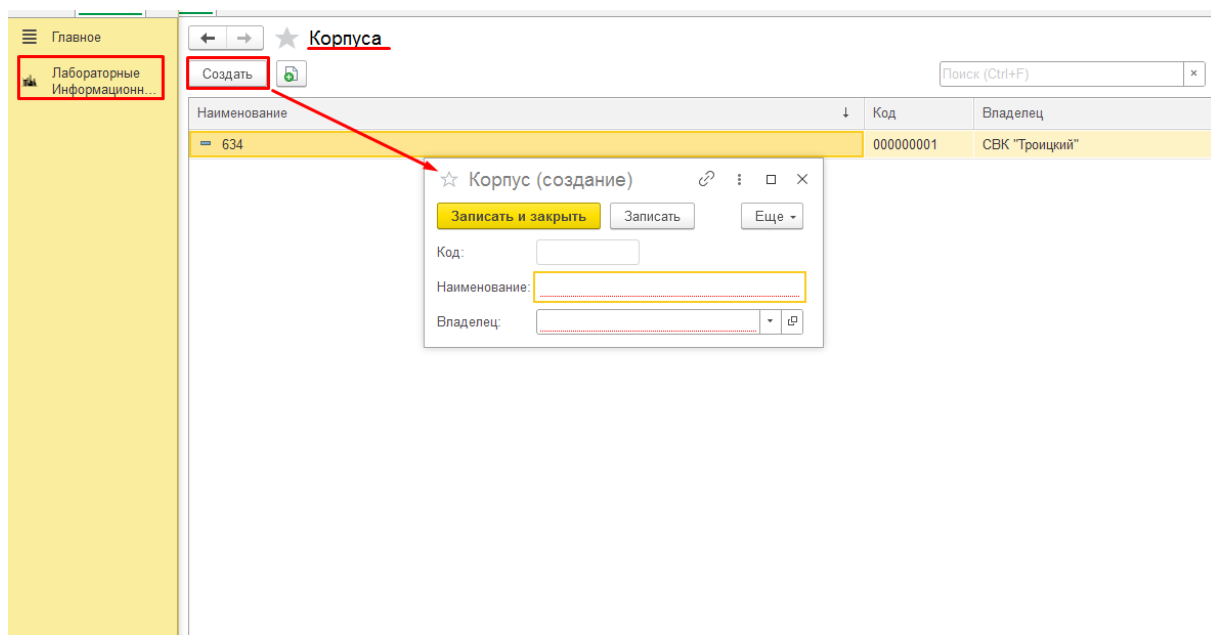 Главное
Лабораторные
Информационн...
Корпуса
Создать
Поиск (Ctrl+F)
×
Наименование ↓ Код Владелец
634 000000001 СВК "Троицкий"
Корпус (создание)
Записать и закрыть Записать Еще
Код:
Наименование:
Владелец: